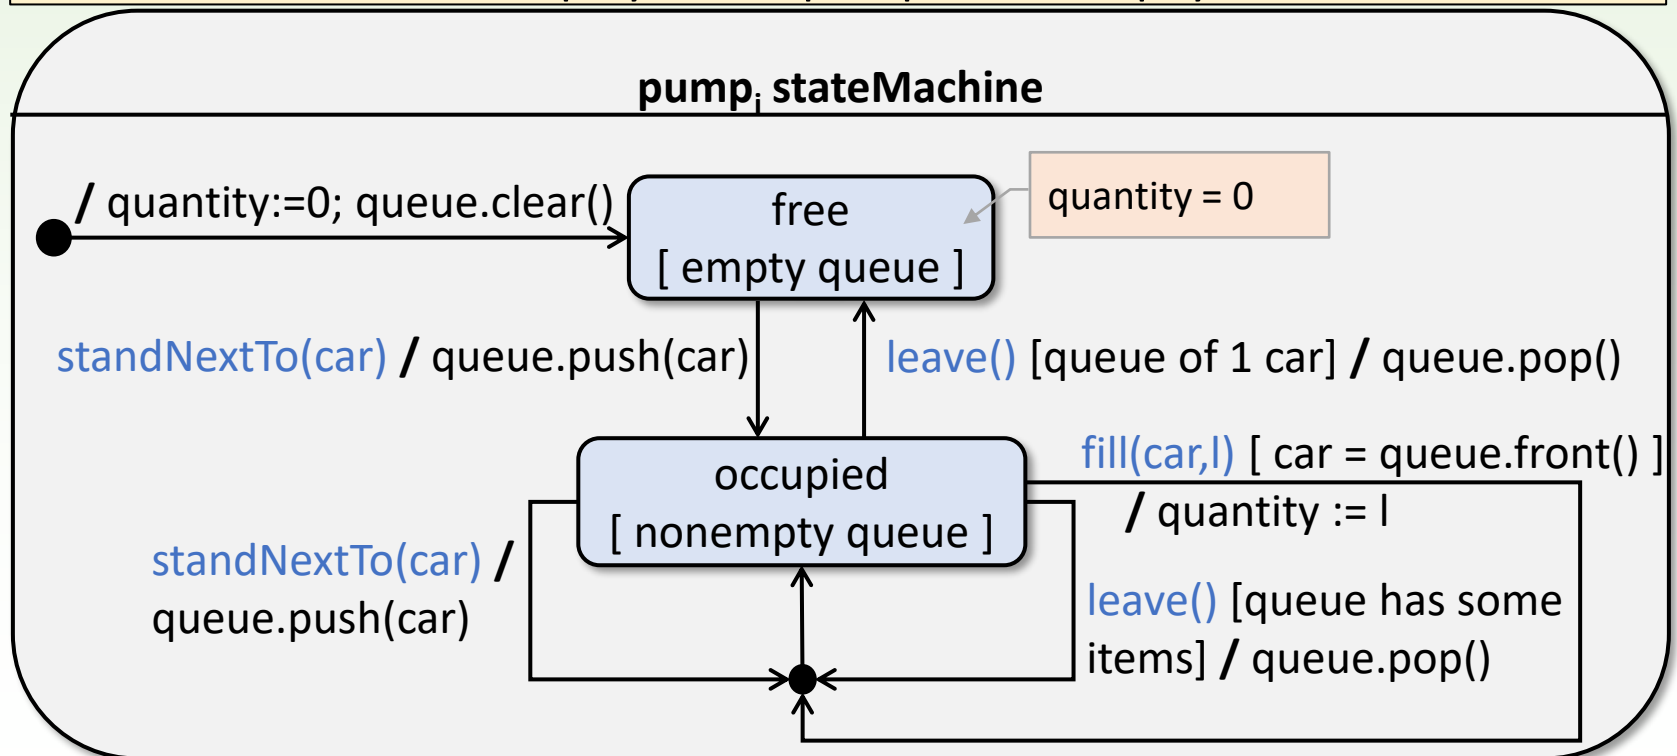 pumpᵢ stateMachine
/ quantity:=0; queue.clear()
free
[ empty queue ]
quantity = 0
standNextTo(car) / queue.push(car)
leave() [queue of 1 car] / queue.pop()
occupied
[ nonempty queue ]
fill(car,l) [ car = queue.front() ]
/ quantity := l
standNextTo(car) /
queue.push(car)
leave() [queue has some
items] / queue.pop()